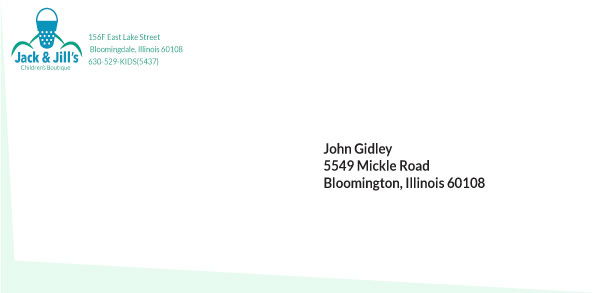 Jack & Jill's
Children's Boutique
156F East Lake Street
Bloomingdale, Illinois 60108
630-529-KIDS(5437)
John Gidley
5549 Mickle Road
Bloomington, Illinois 60108